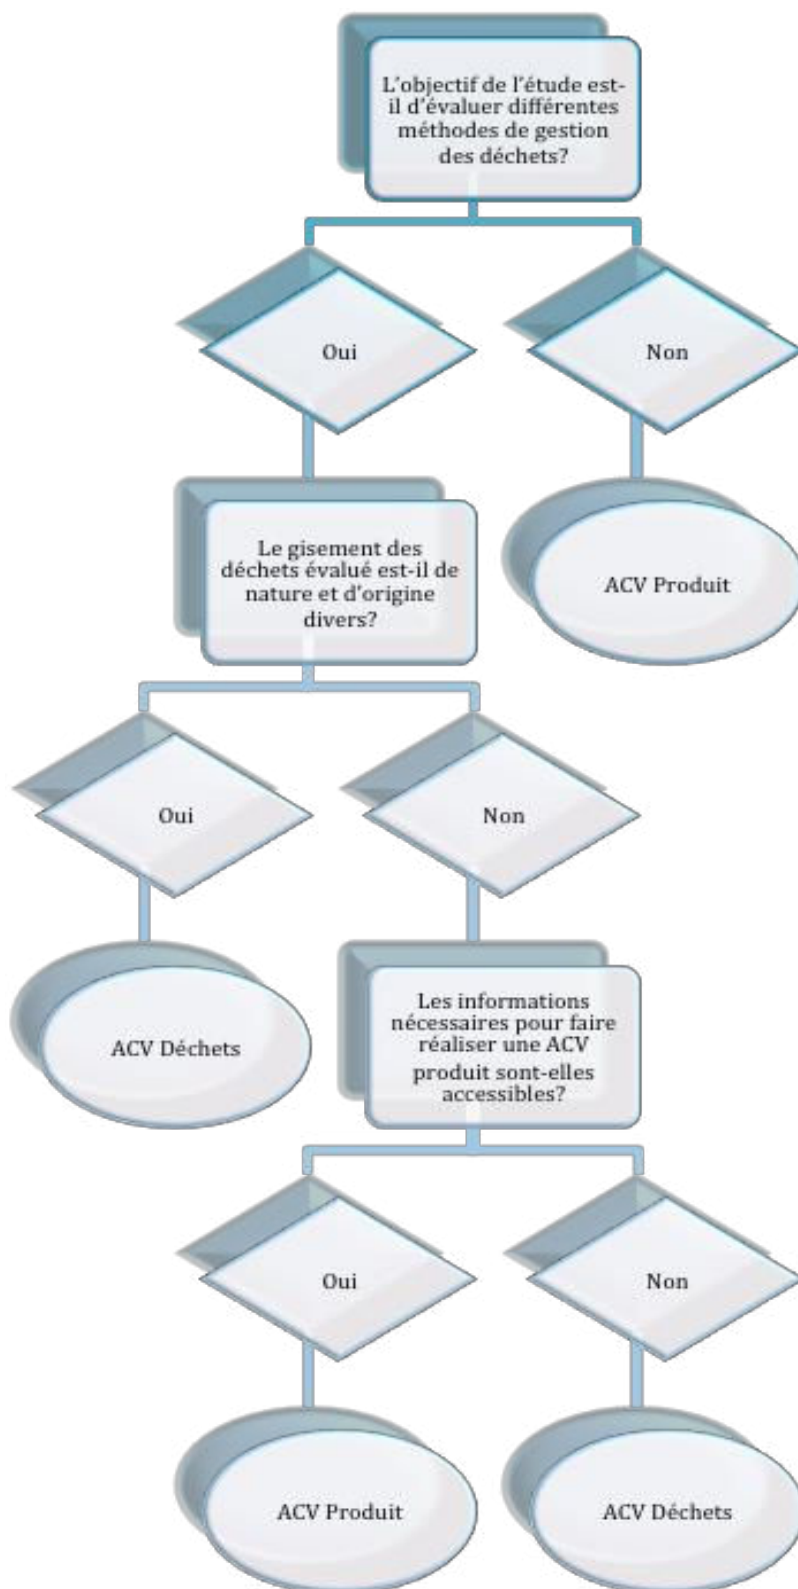 L'objectif de l'étude est-
il d'évaluer différentes
méthodes de gestion
des déchets?
Oui
Non
Le gisement des
déchets évalué est-il de
nature et d'origine
divers?
ACV Produit
Oui
Non
ACV Déchets
Les informations
nécessaires pour faire
réaliser une ACV
produit sont-elles
accessibles?
Oui
Non
ACV Produit
ACV Déchets